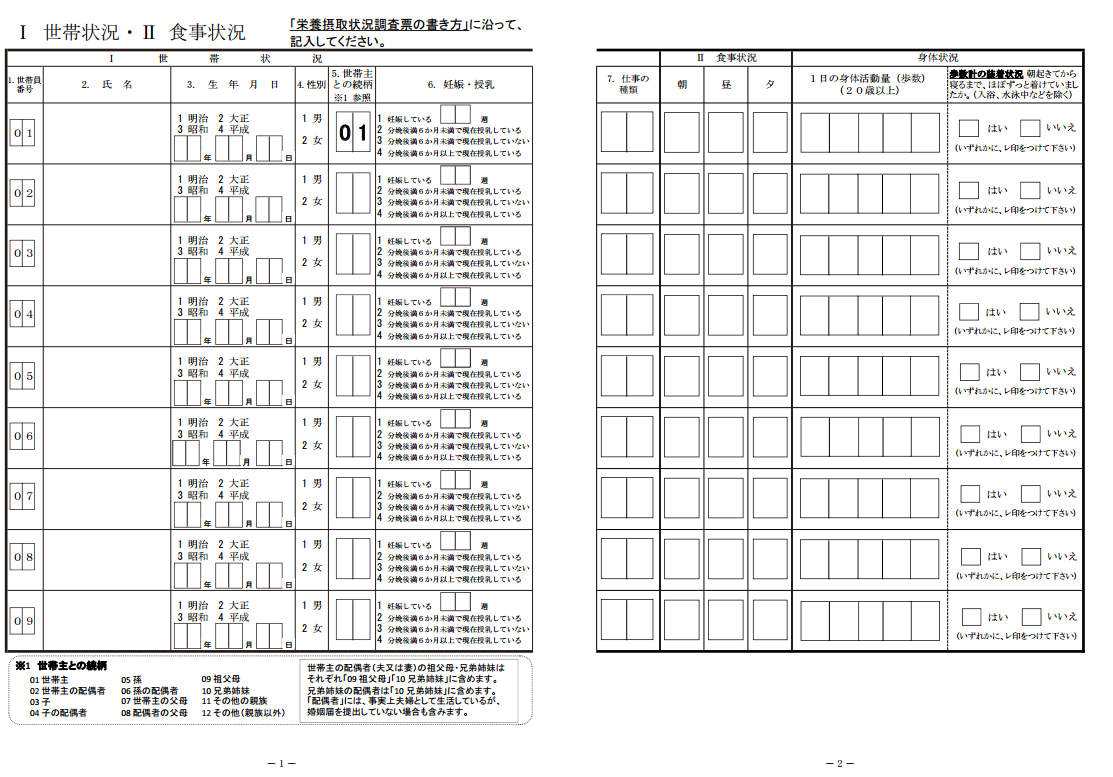 Ⅰ 世帯状況・Ⅱ 食事状況
「栄養摂取状況調査票の書き方」に沿って、
記入してください。
Ⅰ 世 帯 状 況
1.世帯員
番号
2. 氏 名
3. 生 年 月 日
4.性別
5.世帯主
との続柄
※1 参照
6. 妊娠・授乳
01
1 明治 2 大正
3 昭和 4 平成
年 月 日
1 男
2 女
01
1 妊娠している 週
2 分娩後満6か月未満で現在授乳している
3 分娩後満6か月未満で現在授乳していない
4 分娩後満6か月以上で現在授乳している
02
1 明治 2 大正
3 昭和 4 平成
年 月 日
1 男
2 女
1 妊娠している 週
2 分娩後満6か月未満で現在授乳している
3 分娩後満6か月未満で現在授乳していない
4 分娩後満6か月以上で現在授乳している
03
1 明治 2 大正
3 昭和 4 平成
年 月 日
1 男
2 女
1 妊娠している 週
2 分娩後満6か月未満で現在授乳している
3 分娩後満6か月未満で現在授乳していない
4 分娩後満6か月以上で現在授乳している
04
1 明治 2 大正
3 昭和 4 平成
年 月 日
1 男
2 女
1 妊娠している 週
2 分娩後満6か月未満で現在授乳している
3 分娩後満6か月未満で現在授乳していない
4 分娩後満6か月以上で現在授乳している
05
1 明治 2 大正
3 昭和 4 平成
年 月 日
1 男
2 女
1 妊娠している 週
2 分娩後満6か月未満で現在授乳している
3 分娩後満6か月未満で現在授乳していない
4 分娩後満6か月以上で現在授乳している
06
1 明治 2 大正
3 昭和 4 平成
年 月 日
1 男
2 女
1 妊娠している 週
2 分娩後満6か月未満で現在授乳している
3 分娩後満6か月未満で現在授乳していない
4 分娩後満6か月以上で現在授乳している
07
1 明治 2 大正
3 昭和 4 平成
年 月 日
1 男
2 女
1 妊娠している 週
2 分娩後満6か月未満で現在授乳している
3 分娩後満6か月未満で現在授乳していない
4 分娩後満6か月以上で現在授乳している
08
1 明治 2 大正
3 昭和 4 平成
年 月 日
1 男
2 女
1 妊娠している 週
2 分娩後満6か月未満で現在授乳している
3 分娩後満6か月未満で現在授乳していない
4 分娩後満6か月以上で現在授乳している
09
1 明治 2 大正
3 昭和 4 平成
年 月 日
1 男
2 女
1 妊娠している 週
2 分娩後満6か月未満で現在授乳している
3 分娩後満6か月未満で現在授乳していない
4 分娩後満6か月以上で現在授乳している
※1 世帯主との続柄
01 世帯主 05 孫 09 祖父母
02 世帯主の配偶者 06 孫の配偶者 10 兄弟姉妹
03 子 07 世帯主の父母 11 その他の親族
04 子の配偶者 08 配偶者の父母 12 その他(親族以外)
世帯主の配偶者(夫又は妻)の祖父母・兄弟姉妹は
それぞれ「09 祖父母」「10 兄弟姉妹」に含めます。
兄弟姉妹の配偶者は「10 兄弟姉妹」に含めます。
「配偶者」には、事実上夫婦として生活しているが、
婚姻届を提出していない場合も含みます。
－1－
Ⅱ 食事状況
身体状況
7. 仕事の
種類
朝 昼 夕
1日の身体活動量(歩数)
(20歳以上)
歩数計の装着状況 朝起きてから
寝るまで、ほぼずっと着けていまし
たか。(入浴、水泳中などを除く)
はい いいえ
(いずれかに、レ印をつけて下さい)
はい いいえ
(いずれかに、レ印をつけて下さい)
はい いいえ
(いずれかに、レ印をつけて下さい)
はい いいえ
(いずれかに、レ印をつけて下さい)
はい いいえ
(いずれかに、レ印をつけて下さい)
はい いいえ
(いずれかに、レ印をつけて下さい)
はい いいえ
(いずれかに、レ印をつけて下さい)
はい いいえ
(いずれかに、レ印をつけて下さい)
はい いいえ
(いずれかに、レ印をつけて下さい)
－2－